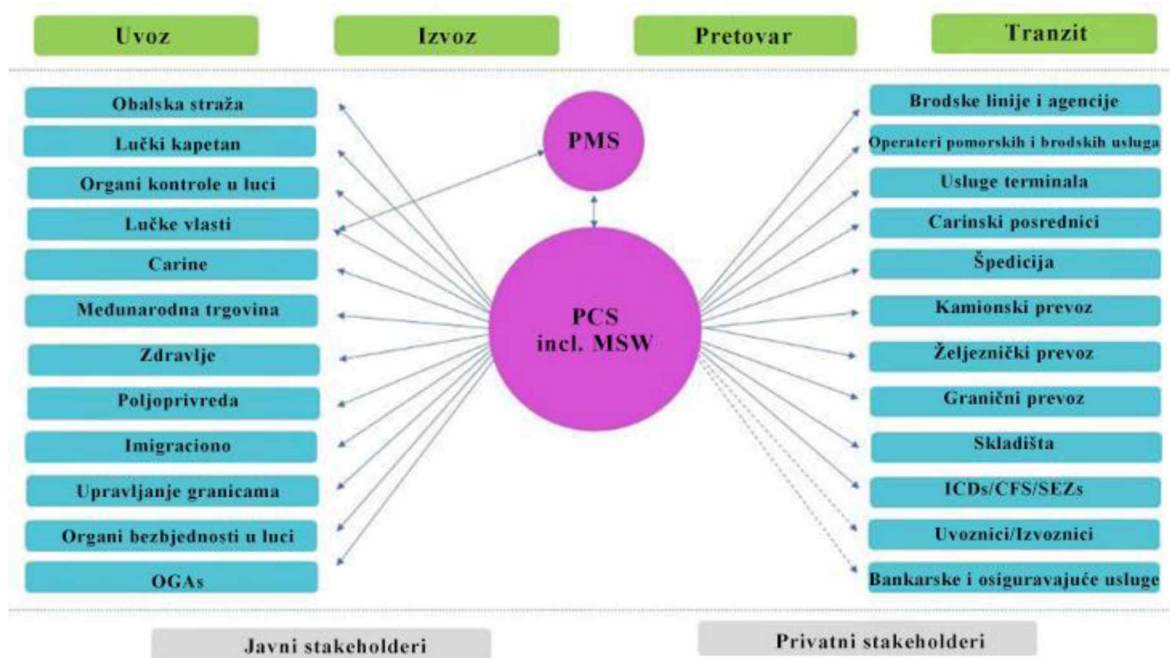 Uvoz
Izvoz
Pretovar
Tranzit
Obalska straža
Lučki kapetan
Organi kontrole u luci
Lučke vlasti
Carine
Međunarodna trgovina
Zdravlje
Poljoprivreda
Imigraciono
Upravljanje granicama
Organi bezbjednosti u luci
OGAs
PMS
PCS
incl. MSW
Brodske linije i agencije
Operateri pomorskih i brodskih usluga
Usluge terminala
Carinski posrednici
Špedicija
Kamionski prevoz
Željeznički prevoz
Granični prevoz
Skladišta
ICDs/CFS/SEZs
Uvoznici/Izvoznici
Bankarske i osiguravajuće usluge
Javni stakeholderi
Privatni stakeholderi